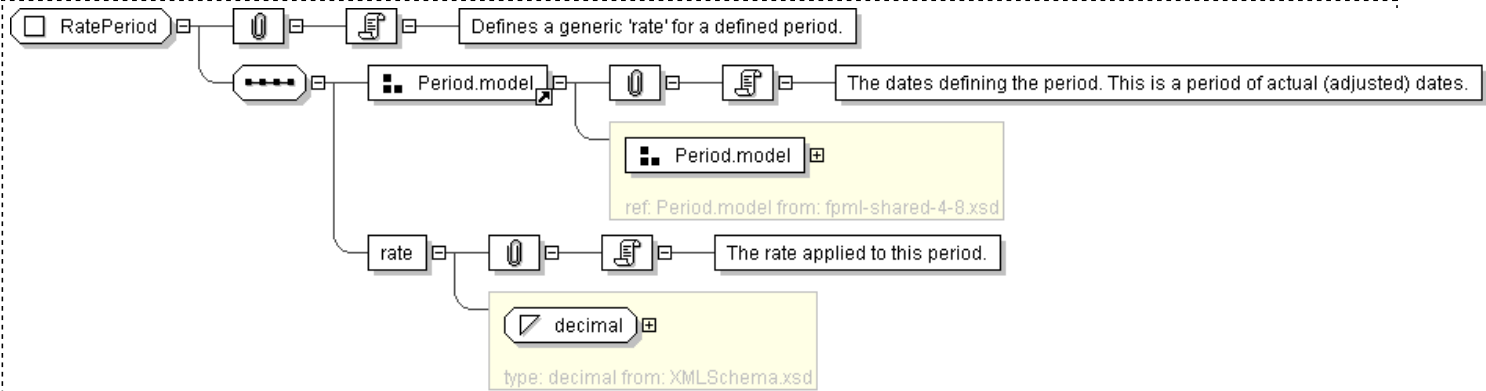 RatePeriod
Defines a generic 'rate' for a defined period.
Period.model
The dates defining the period. This is a period of actual (adjusted) dates.
Period.model
ref: Period.model from: fpml-shared-4-8.xsd
rate
The rate applied to this period.
decimal
type: decimal from: XMLSchema.xsd